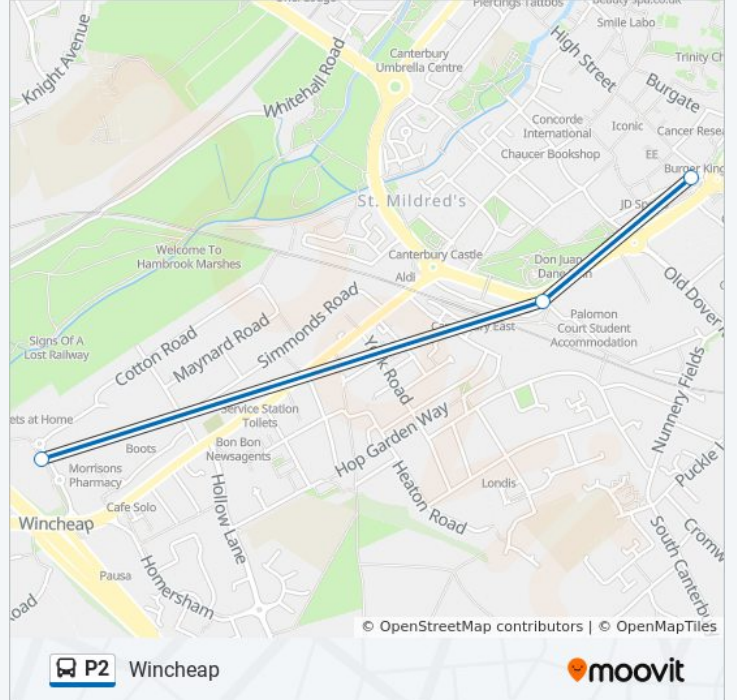 Piercings Tattoos
Smile Labo
Trinity Ch
Knight Avenue
Whitehall Road
Canterbury
Umbrella Centre
High Street
Burgate
Concorde
International
Iconic
Cancer Resea
Chaucer Bookshop
EE
Burger King
JD Sports
St. Mildred's
Welcome To
Hambrook Marshes
Canterbury Castle
Aldi
Don Juan
Old Dover
Signs Of A
Lost Railway
Cotton Road
Maynard Road
Simmonds Road
York Road
Palomon
Court Student
Accommodation
Nunnery Fields
ets at Home
Service Station
Toilets
Boots
Bon Bon
Newsagents
Hop Garden Way
Puckle
Morrisons
Pharmacy
Heaton Road
Londis
Cafe Solo
Hollow Lane
Wincheap
South Canterb
Cromw
Pausa
Homersham
oad
© OpenStreetMap contributors | © OpenMapTiles
P2 Wincheap
moovit